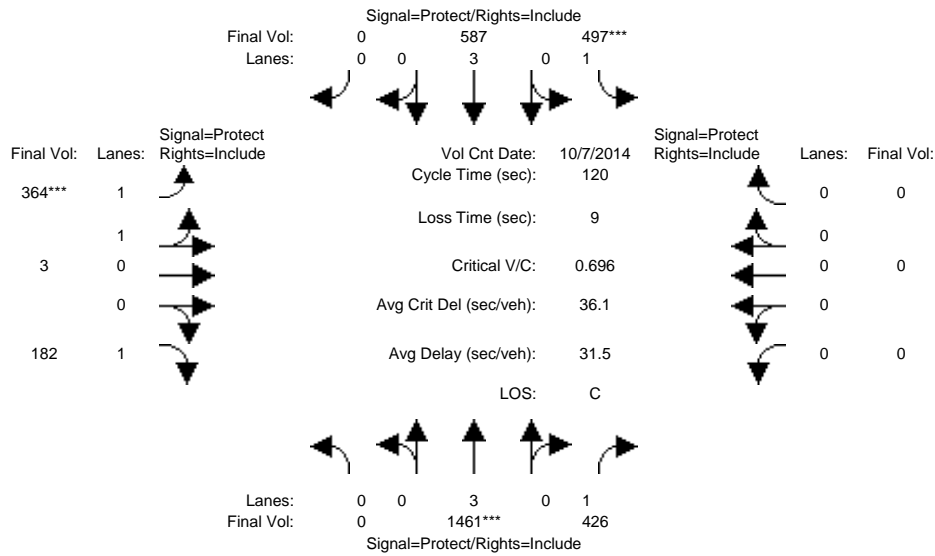 Signal=Protect/Rights=Include
Final Vol: 0 587 497***
Lanes: 0 0 3 0 1
Signal=Protect Signal=Protect
Final Vol: Lanes: Rights=Include Vol Cnt Date: 10/7/2014 Rights=Include Lanes: Final Vol:
Cycle Time (sec): 120
364*** 1 0 0
Loss Time (sec): 9
1 0
3 0 Critical V/C: 0.696 0 0
0 Avg Crit Del (sec/veh): 36.1 0
182 1 Avg Delay (sec/veh): 31.5 0 0
LOS: C
Lanes: 0 0 3 0 1
Final Vol: 0 1461*** 426
Signal=Protect/Rights=Include